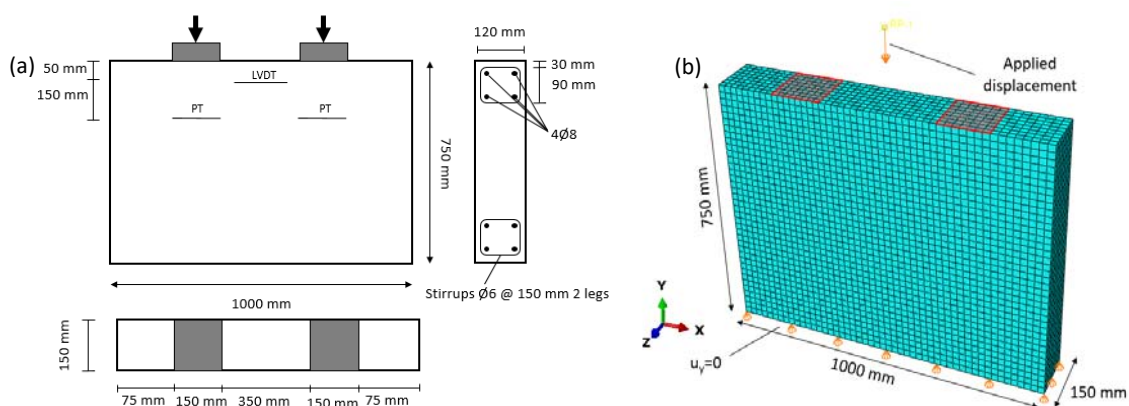 (a)
50 mm
150 mm
LVDT
PT
PT
750 mm
1000 mm
120 mm
30 mm
90 mm
4Ø8
Stirrups Ø6 @ 150 mm 2 legs
150 mm
75 mm
150 mm
350 mm
150 mm
75 mm
(b)
Applied
displacement
750 mm
Y
X
Z
uy=0
1000 mm
150 mm